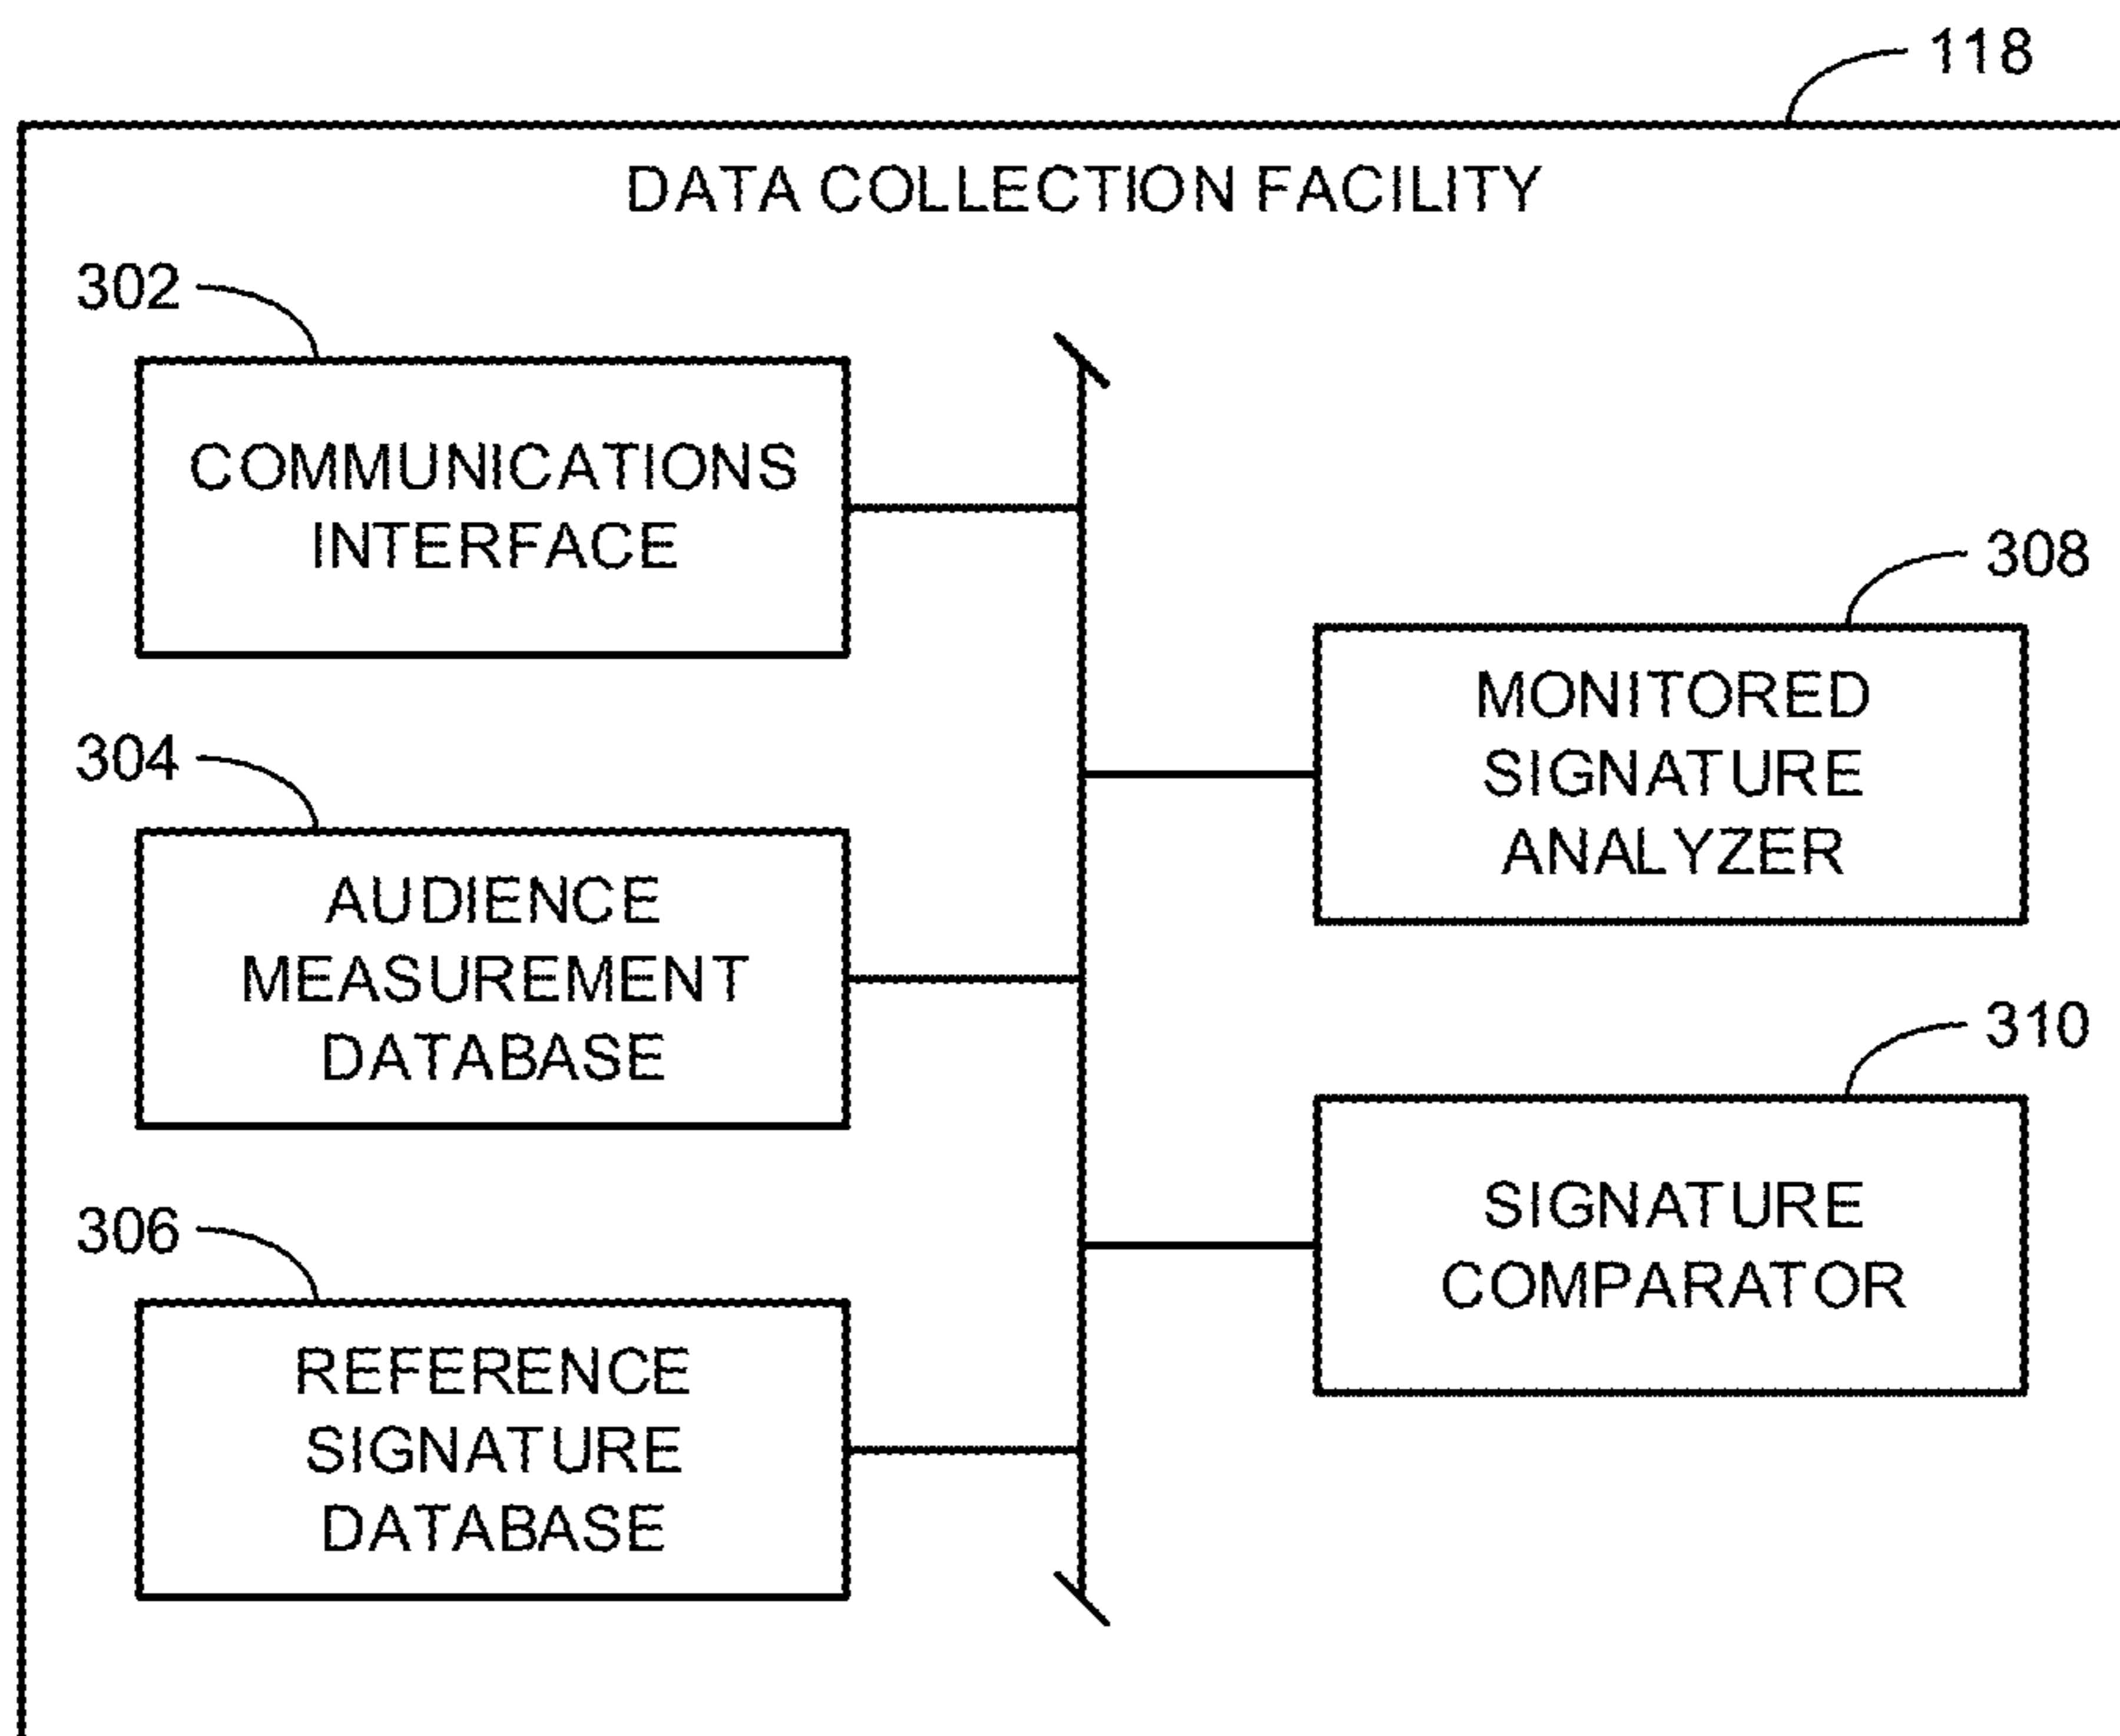 118
DATA COLLECTION FACILITY
302
COMMUNICATIONS
INTERFACE
304
AUDIENCE
MEASUREMENT
DATABASE
306
REFERENCE
SIGNATURE
DATABASE
308
MONITORED
SIGNATURE
ANALYZER
310
SIGNATURE
COMPARATOR